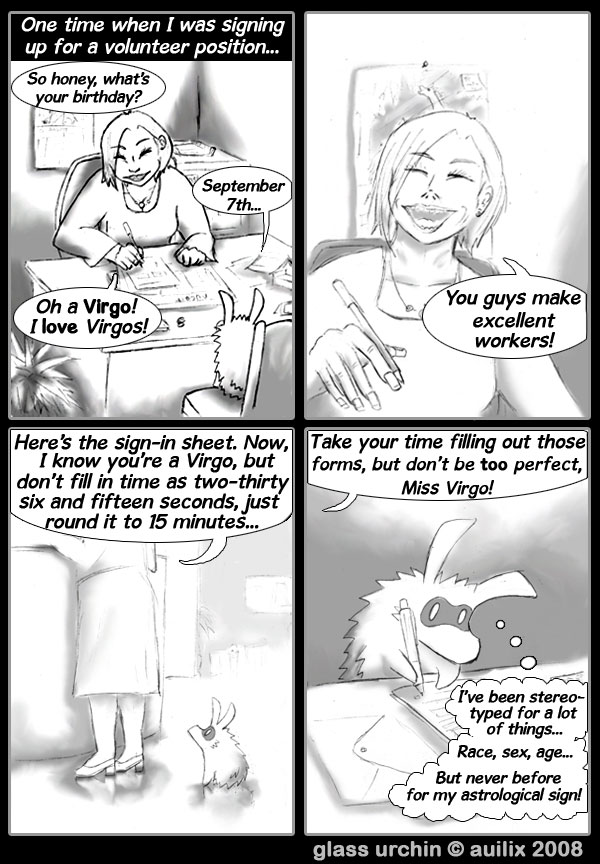 One time when I was signing
up for a volunteer position...
So honey, what's
your birthday?
September
7th...
Oh a Virgo!
I love Virgos!
You guys make
excellent
workers!
Here's the sign-in sheet. Now,
I know you're a Virgo, but
don't fill in time as two-thirty
six and fifteen seconds, just
round it to 15 minutes...
Take your time filling out those
forms, but don't be too perfect,
Miss Virgo!
I've been stereo-
typed for a lot
of things...
Race, sex, age...
But never before
for my astrological sign!
glass urchin © auilix 2008